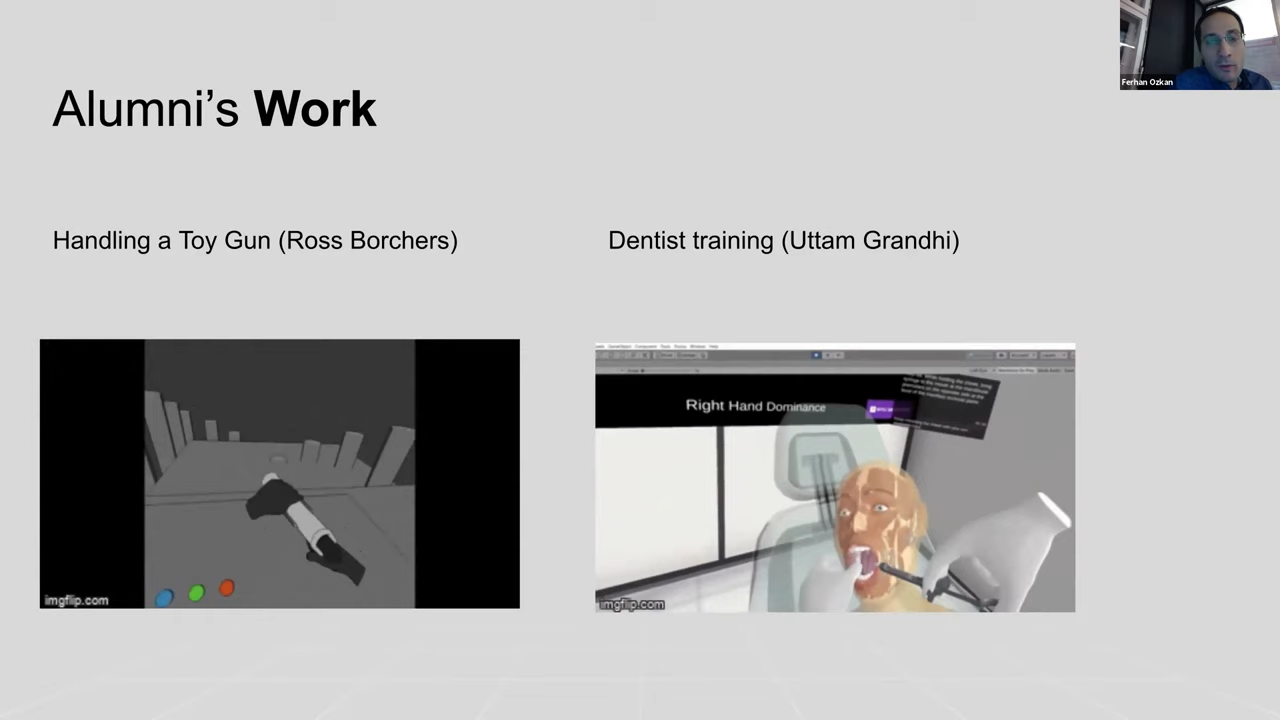 Ferhan Ozkan
Alumni's Work
Handling a Toy Gun (Ross Borchers)
Dentist training (Uttam Grandhi)
Right Hand Dominance
imgflip.com
imgflip.com